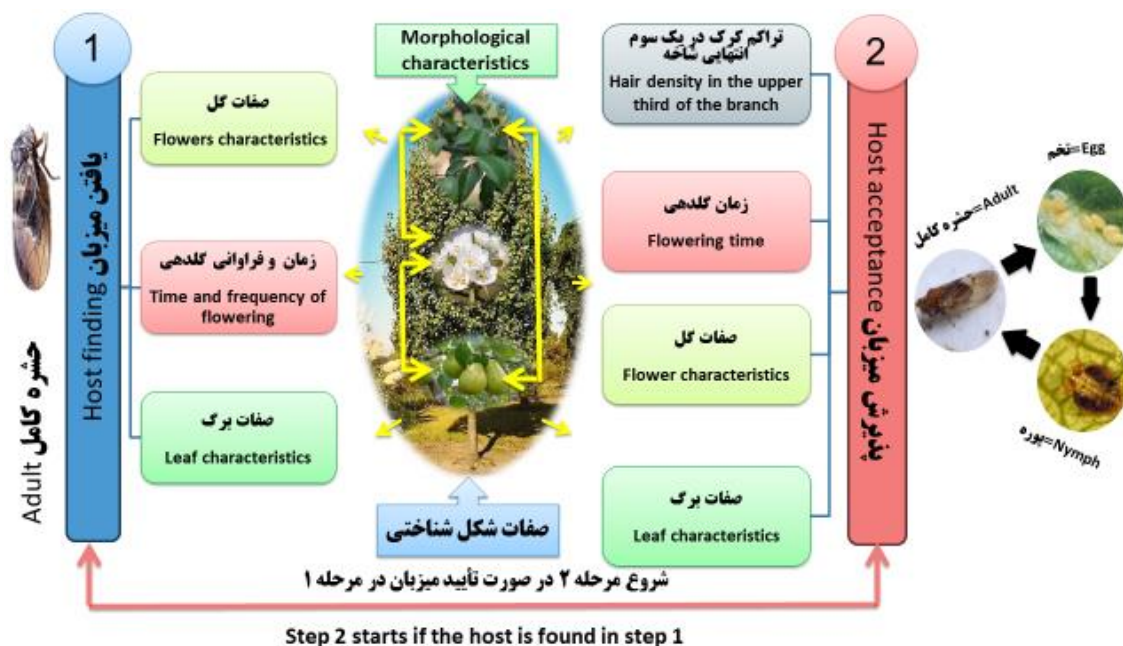 1
یافتن میزبان Host finding
حشره کامل Adult
صفات گل
Flowers characteristics
زمان و فراوانی گلدهی
Time and frequency of
flowering
صفات برگ
Leaf characteristics
Morphological
characteristics
صفات شکل شناختی
تراکم کرک در یک سوم
انتهایی شاخه
Hair density in the upper
third of the branch
زمان گلدهی
Flowering time
صفات گل
Flower characteristics
صفات برگ
Leaf characteristics
2
پذیرش میزبان Host acceptance
تخم=Egg
حشره کامل=Adult
پوره=Nymph
شروع مرحله ۲ در صورت تأیید میزبان در مرحله ۱
Step 2 starts if the host is found in step 1